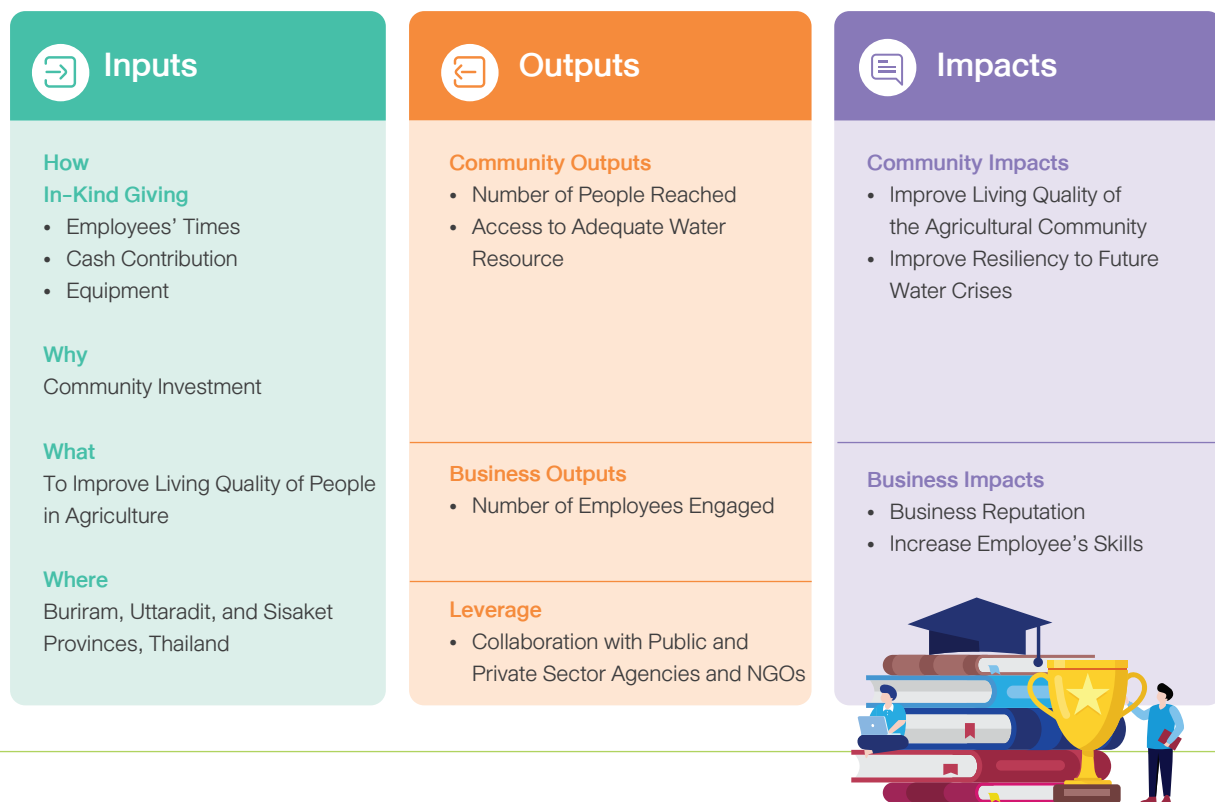 Inputs
How
In-Kind Giving
• Employees' Times
• Cash Contribution
• Equipment
Why
Community Investment
What
To Improve Living Quality of People
in Agriculture
Where
Buriram, Uttaradit, and Sisaket
Provinces, Thailand
Outputs
Community Outputs
• Number of People Reached
• Access to Adequate Water
Resource
Business Outputs
• Number of Employees Engaged
Leverage
• Collaboration with Public and
Private Sector Agencies and NGOs
Impacts
Community Impacts
• Improve Living Quality of
the Agricultural Community
• Improve Resiliency to Future
Water Crises
Business Impacts
• Business Reputation
• Increase Employee's Skills